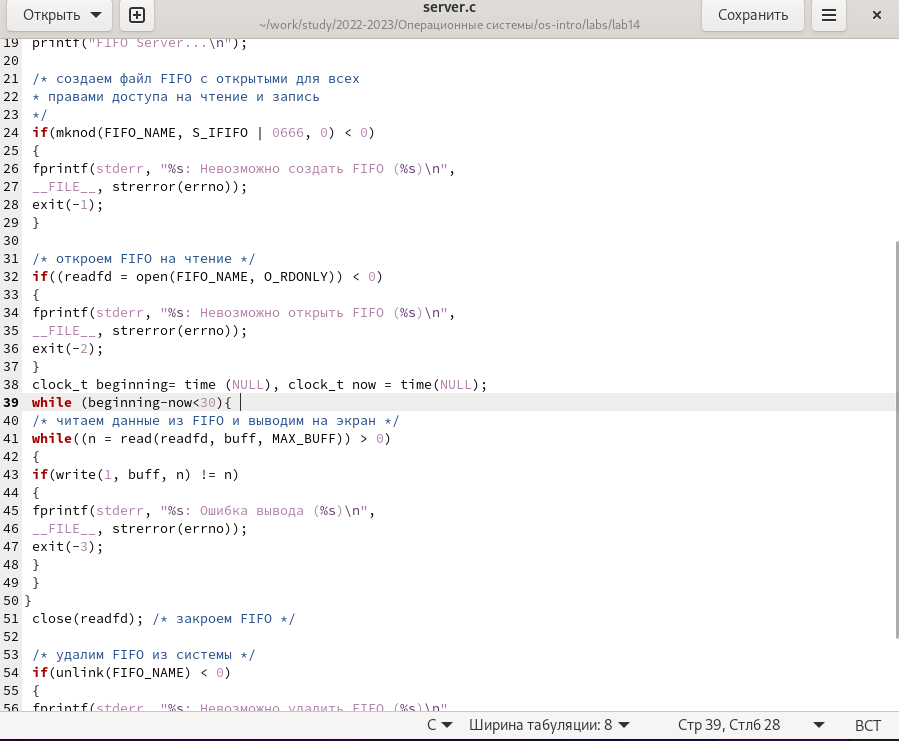 Открыть
server.c
~/work/study/2022-2023/Операционные системы/os-intro/labs/lab14
Сохранить
19 printf("FIFO Server...\n");
20
21 /* создаем файл FIFO с открытыми для всех
22 * правами доступа на чтение и запись
23 */
24 if(mknod(FIFO_NAME, S_IFIFO | 0666, 0) < 0)
25 {
26 fprintf(stderr, "%s: Невозможно создать FIFO (%s)\n",
27 __FILE__, strerror(errno));
28 exit(-1);
29 }
30
31 /* откроем FIFO на чтение */
32 if((readfd = open(FIFO_NAME, O_RDONLY)) < 0)
33 {
34 fprintf(stderr, "%s: Невозможно открыть FIFO (%s)\n",
35 __FILE__, strerror(errno));
36 exit(-2);
37 }
38 clock_t beginning= time (NULL), clock_t now = time(NULL);
39 while (beginning-now<30){
40 /* читаем данные из FIFO и выводим на экран */
41 while((n = read(readfd, buff, MAX_BUFF)) > 0)
42 {
43 if(write(1, buff, n) != n)
44 {
45 fprintf(stderr, "%s: Ошибка вывода (%s)\n",
46 __FILE__, strerror(errno));
47 exit(-3);
48 }
49 }
50 }
51 close(readfd); /* закроем FIFO */
52
53 /* удалим FIFO из системы */
54 if(unlink(FIFO_NAME) < 0)
55 {
56 fprintf(stderr, "%s: Невозможно удалить FIFO (%s)\n"
C
Ширина табуляции: 8
Стр 39, Стлб 28
ВСТ